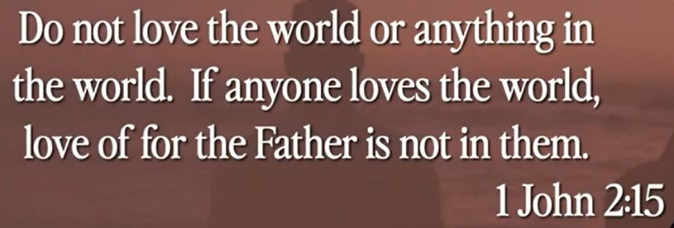 Do not love the world or anything in
the world. If anyone loves the world,
love of for the Father is not in them.
1 John 2:15